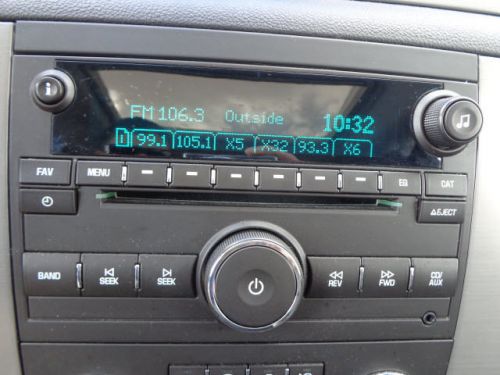 FM 106.3 Outside 10:32
1 99.1 105.1 X5 X32 93.3 X6
FAV MENU EQ CAT
EJECT
BAND SEEK SEEK REV FWD CD/AUX